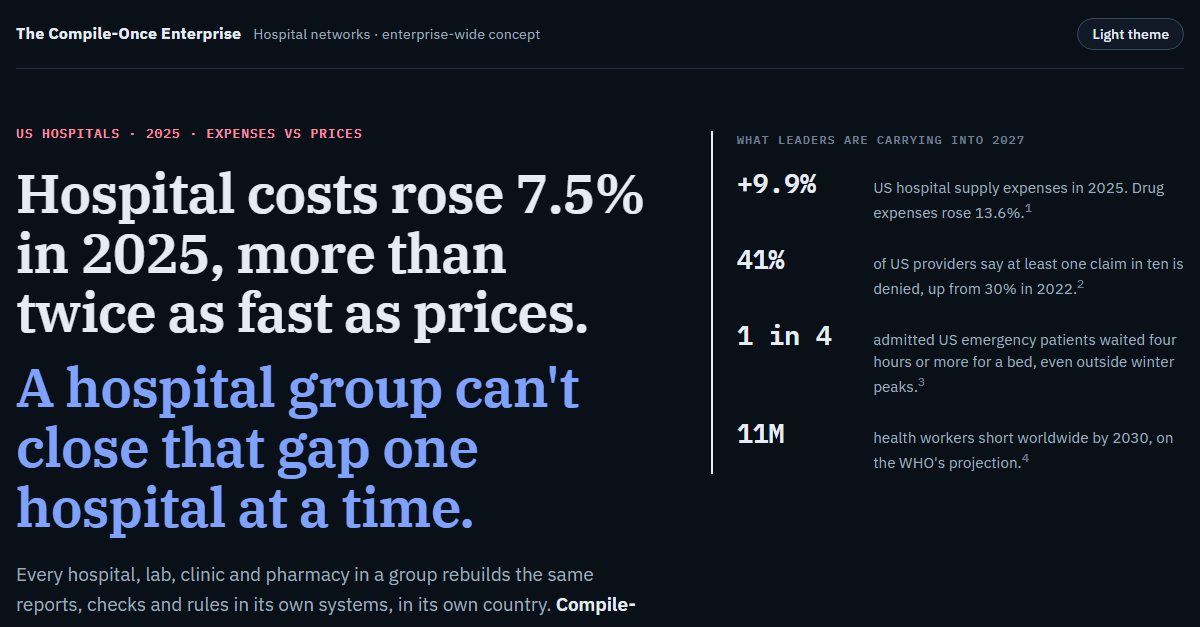 The Compile-Once Enterprise Hospital networks · enterprise-wide concept
Light theme
US HOSPITALS · 2025 · EXPENSES VS PRICES
Hospital costs rose 7.5%
in 2025, more than
twice as fast as prices.
A hospital group can't
close that gap one
hospital at a time.
Every hospital, lab, clinic and pharmacy in a group rebuilds the same
reports, checks and rules in its own systems, in its own country. Compile-
WHAT LEADERS ARE CARRYING INTO 2027
+9.9% US hospital supply expenses in 2025. Drug
expenses rose 13.6%.1
41% of US providers say at least one claim in ten is
denied, up from 30% in 2022.2
1 in 4 admitted US emergency patients waited four
hours or more for a bed, even outside winter
peaks.3
11M health workers short worldwide by 2030, on
the WHO's projection.4